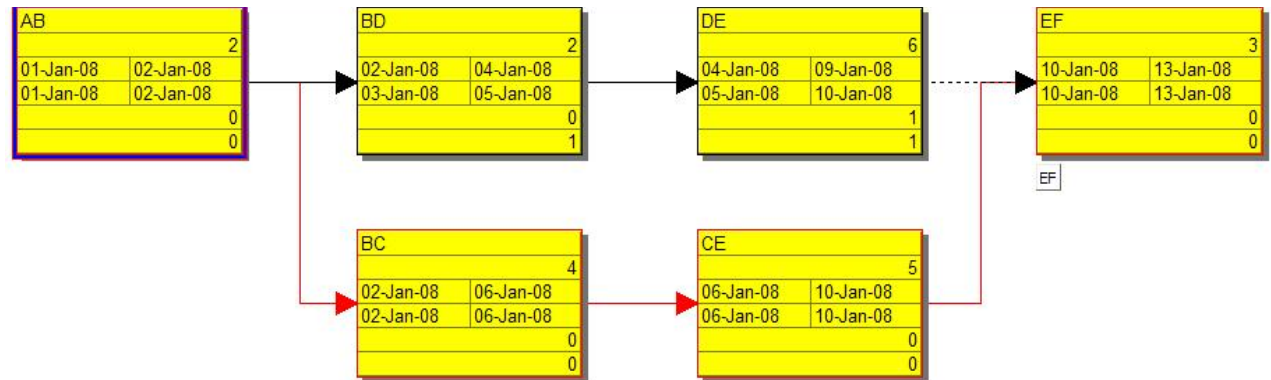 AB
2
01-Jan-08 02-Jan-08
01-Jan-08 02-Jan-08
0
0
BD
2
02-Jan-08 04-Jan-08
03-Jan-08 05-Jan-08
0
1
DE
6
04-Jan-08 09-Jan-08
05-Jan-08 10-Jan-08
1
1
EF
3
10-Jan-08 13-Jan-08
10-Jan-08 13-Jan-08
0
0
EF
BC
4
02-Jan-08 06-Jan-08
02-Jan-08 06-Jan-08
0
0
CE
5
06-Jan-08 10-Jan-08
06-Jan-08 10-Jan-08
0
0